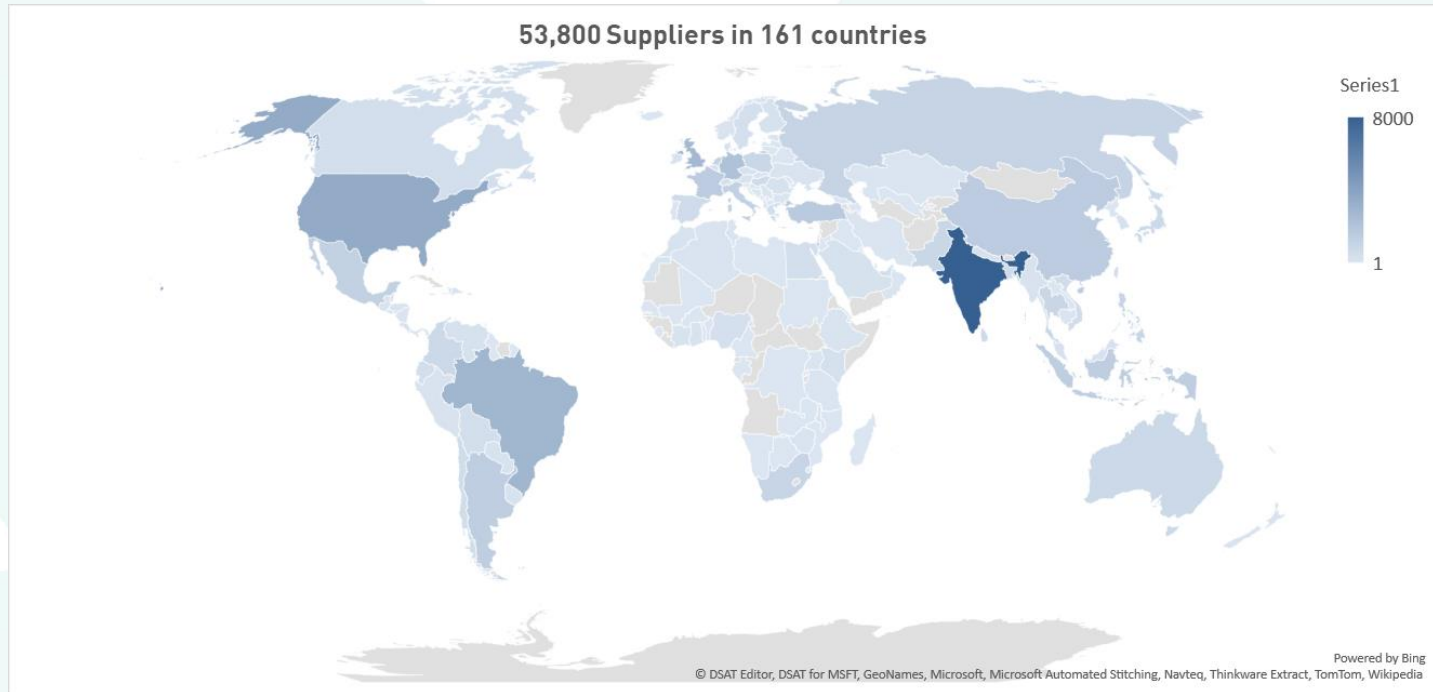 53,800 Suppliers in 161 countries
Series1
8000
1
Powered by Bing
© DSAT Editor, DSAT for MSFT, GeoNames, Microsoft, Microsoft Automated Stitching, Navteq, Thinkware Extract, TomTom, Wikipedia